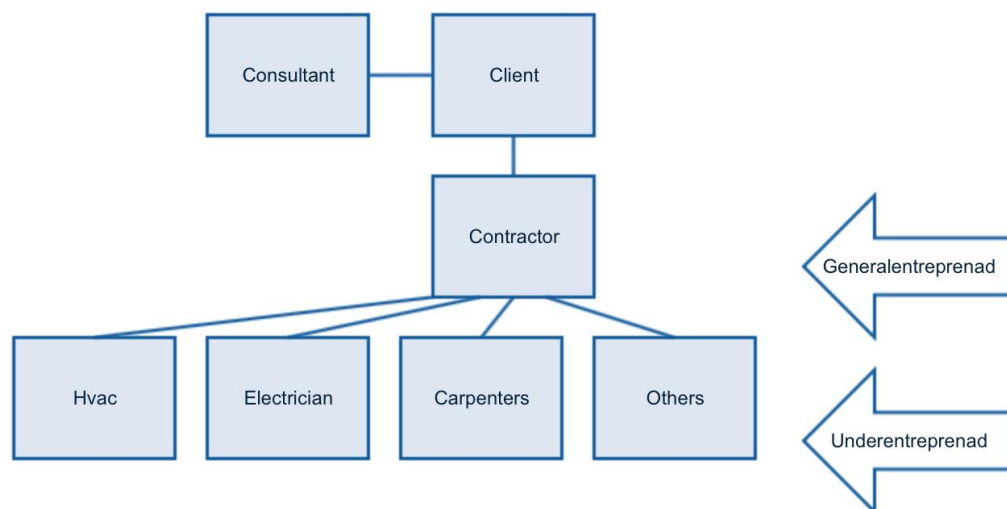 Consultant
Client
Contractor
Generalentreprenad
Hvac
Electrician
Carpenters
Others
Underentreprenad